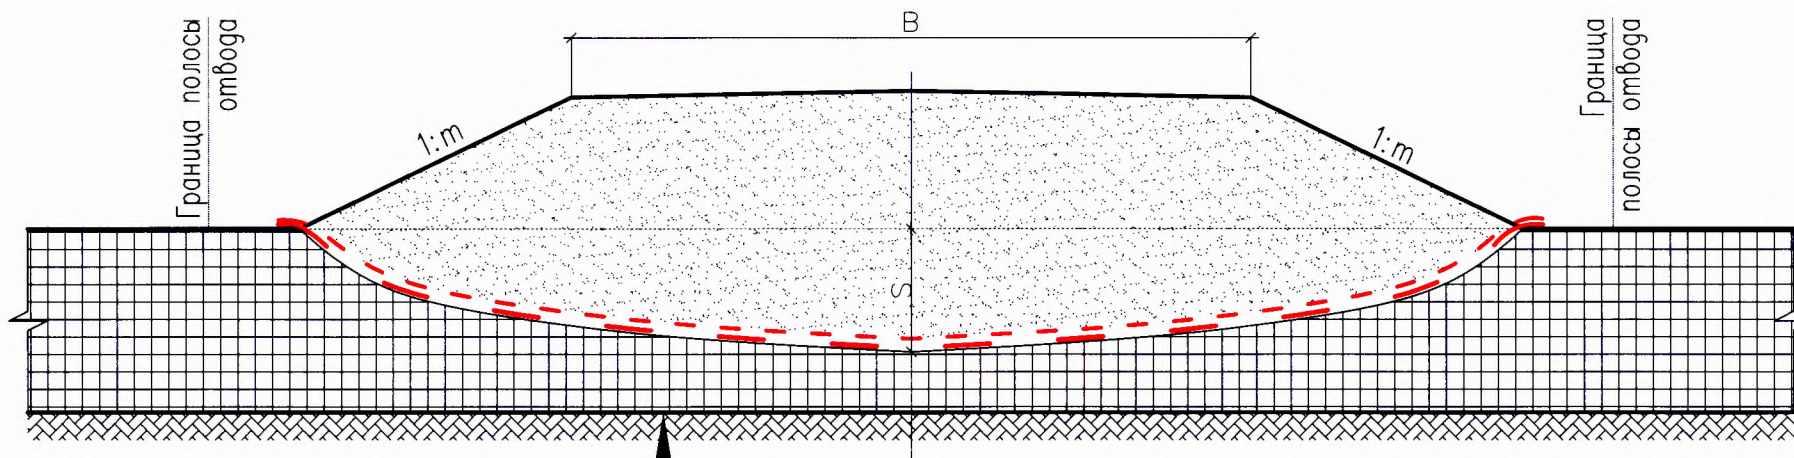 Граница полосы
отвода
B
Граница
полосы отвода
1:m
1:m
S